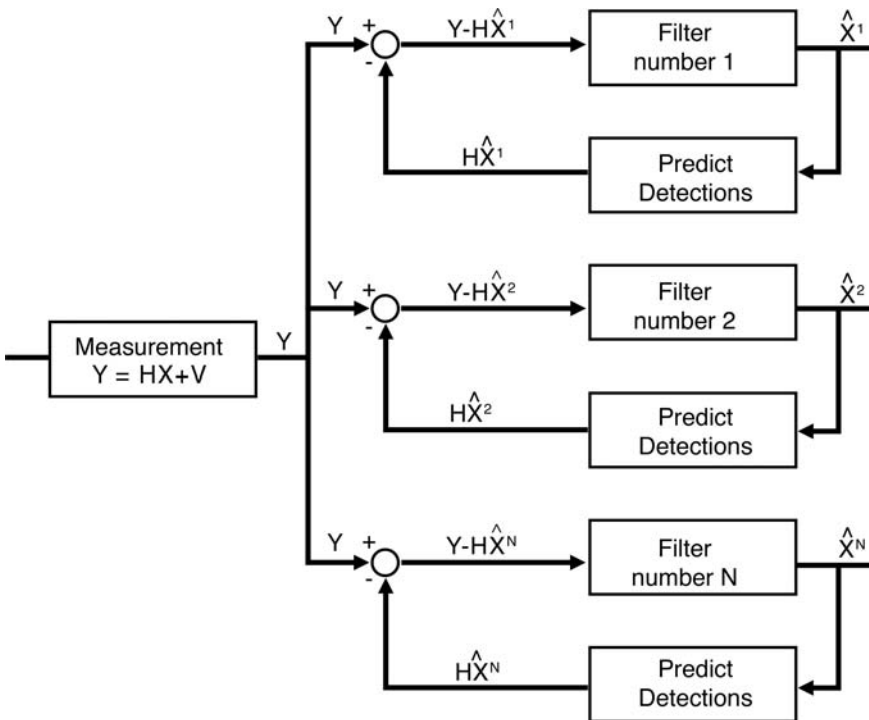 Y
+
-
Y-HX̂¹
Filter
number 1
X̂¹
HX̂¹
Predict
Detections
Measurement
Y = HX+V
Y
Y
+
-
Y-HX̂²
Filter
number 2
X̂²
HX̂²
Predict
Detections
Y
+
-
Y-HX̂ᴺ
Filter
number N
X̂ᴺ
HX̂ᴺ
Predict
Detections